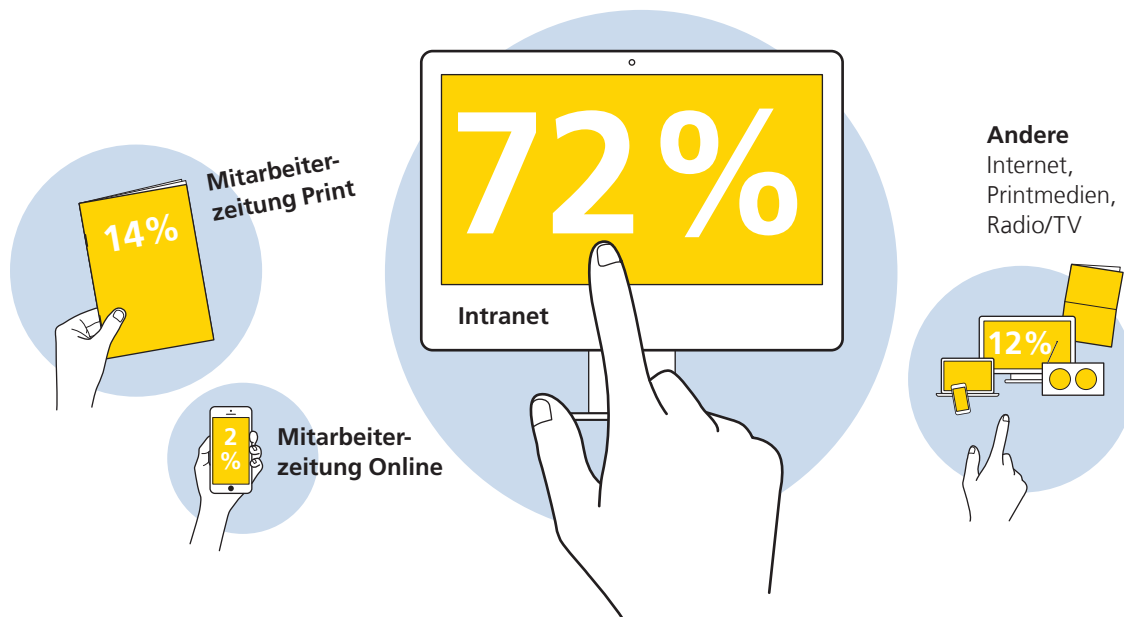 Mitarbeiter-
zeitung Print
14%
2
%
Mitarbeiter-
zeitung Online
72%
Intranet
Andere
Internet,
Printmedien,
Radio/TV
12%